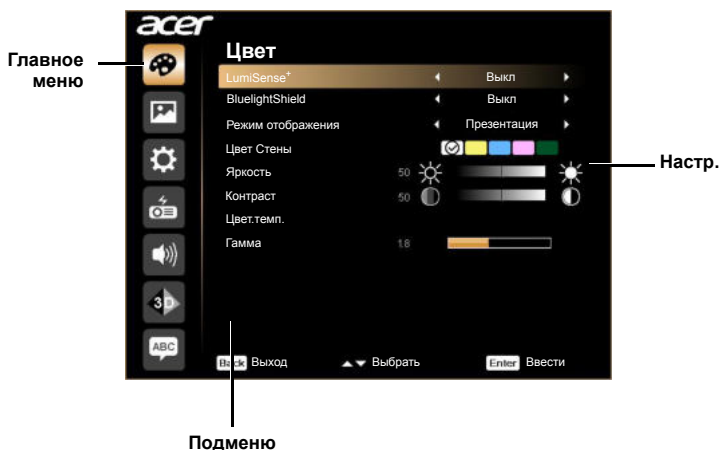 acer
Цвет
Главное
меню
LumiSense+ Выкл
BluelightShield Выкл
Режим отображения Презентация
Цвет Стены
Настр.
Яркость 50
Контраст 50
Цвет.темп.
Гамма 1.8
3D
ABC
Back Выход Выбрать Enter Ввести
Подменю